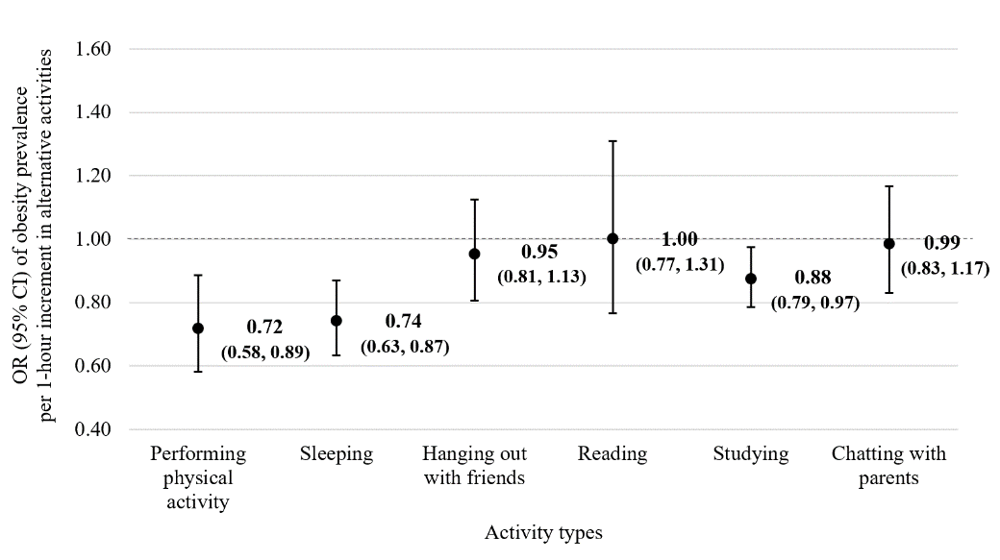 OR (95% CI) of obesity prevalence
per 1-hour increment in alternative activities
1.60
1.40
1.20
1.00
0.80
0.60
0.40
0.72
(0.58, 0.89)
0.74
(0.63, 0.87)
0.95
(0.81, 1.13)
1.00
(0.77, 1.31)
0.88
(0.79, 0.97)
0.99
(0.83, 1.17)
Performing
physical
activity
Sleeping
Hanging out
with friends
Reading
Studying
Chatting with
parents
Activity types